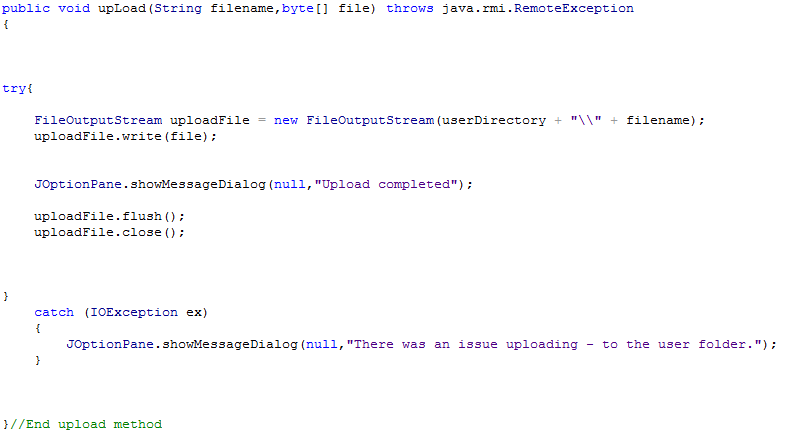 public void upLoad(String filename,byte[] file) throws java.rmi.RemoteException
{
try{
FileOutputStream uploadFile = new FileOutputStream(userDirectory + "\\" + filename);
uploadFile.write(file);
JOptionPane.showMessageDialog(null,"Upload completed");
uploadFile.flush();
uploadFile.close();
}
catch (IOException ex)
{
JOptionPane.showMessageDialog(null,"There was an issue uploading - to the user folder.");
}
}//End upload method